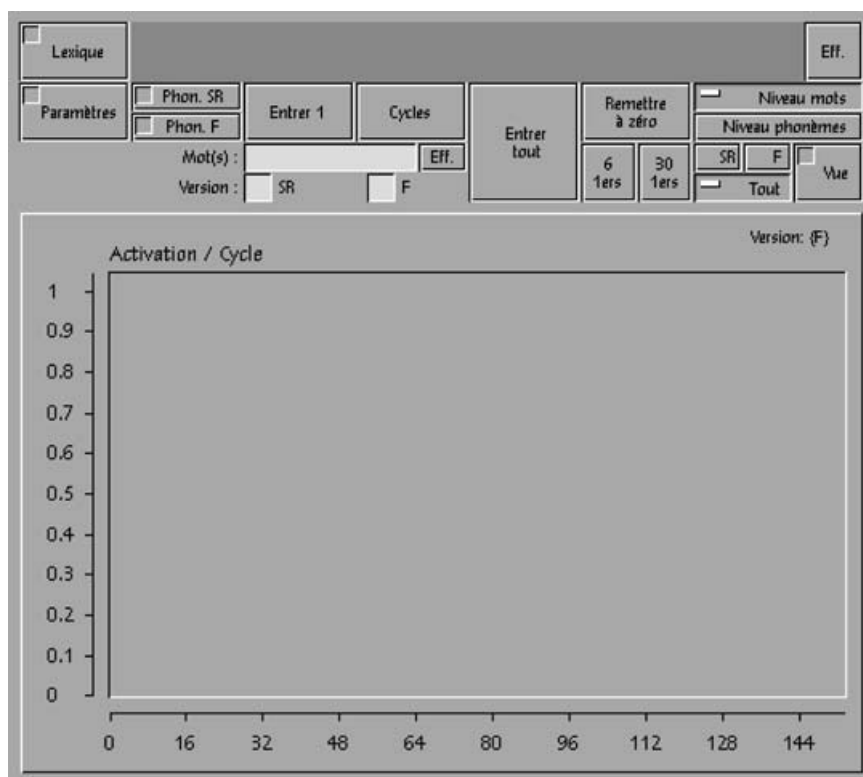 Lexique
Eff.
Paramètres
Phon. SR
Phon. F
Entrer 1
Cycles
Entrer
tout
Remettre
à zéro
Niveau mots
Niveau phonèmes
Mot(s) :
Eff.
6
1ers
30
1ers
SR
F
Vue
Version :
SR
F
Tout
Version: {F}
Activation / Cycle
1
0.9
0.8
0.7
0.6
0.5
0.4
0.3
0.2
0.1
0
0 16 32 48 64 80 96 112 128 144